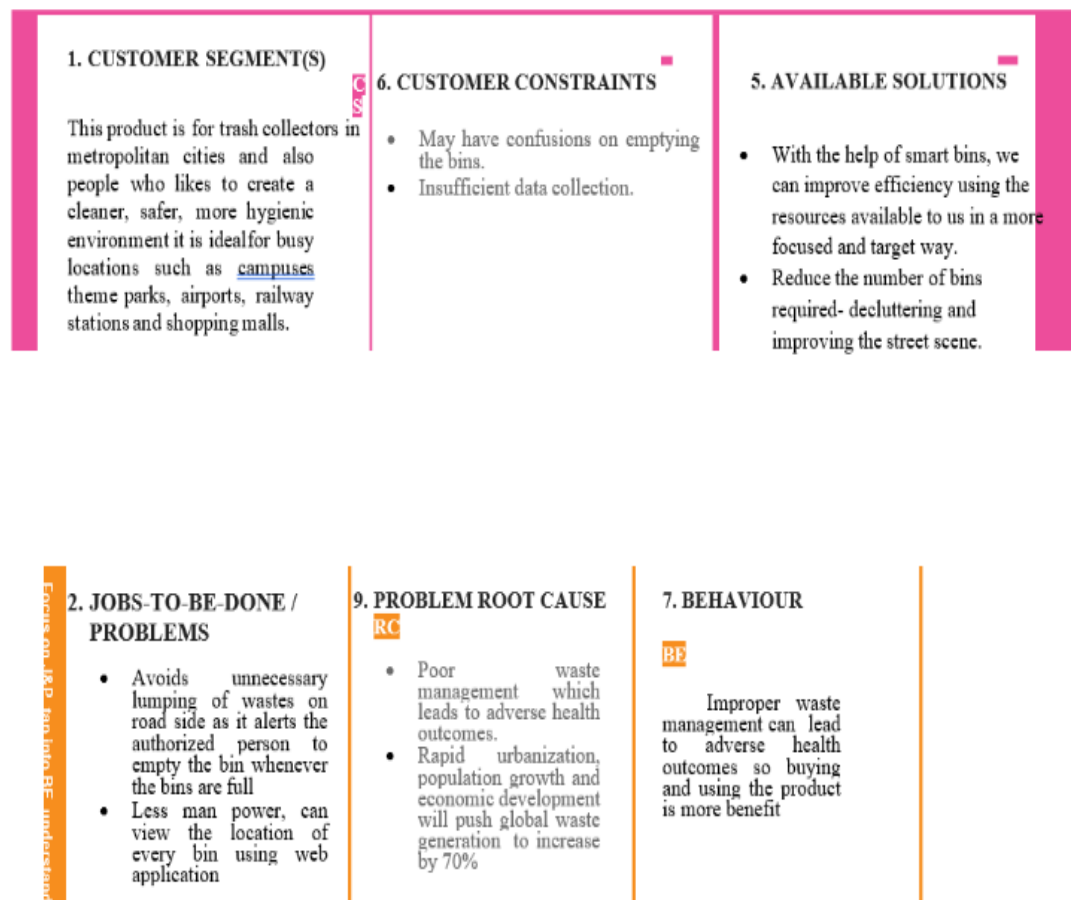 1. CUSTOMER SEGMENT(S)
C
S
This product is for trash collectors in
metropolitan cities and also
people who likes to create a
cleaner, safer, more hygienic
environment it is idealfor busy
locations such as campuses
theme parks, airports, railway
stations and shopping malls.
6. CUSTOMER CONSTRAINTS
• May have confusions on emptying
the bins.
• Insufficient data collection.
5. AVAILABLE SOLUTIONS
• With the help of smart bins, we
can improve efficiency using the
resources available to us in a more
focused and target way.
• Reduce the number of bins
required- decluttering and
improving the street scene.
Focus on J&P, tap into BE, understand
2. JOBS-TO-BE-DONE /
PROBLEMS
• Avoids unnecessary
lumping of wastes on
road side as it alerts the
authorized person to
empty the bin whenever
the bins are full
• Less man power, can
view the location of
every bin using web
application
9. PROBLEM ROOT CAUSE
RC
• Poor waste
management which
leads to adverse health
outcomes.
• Rapid urbanization,
population growth and
economic development
will push global waste
generation to increase
by 70%
7. BEHAVIOUR
BE
Improper waste
management can lead
to adverse health
outcomes so buying
and using the product
is more benefit